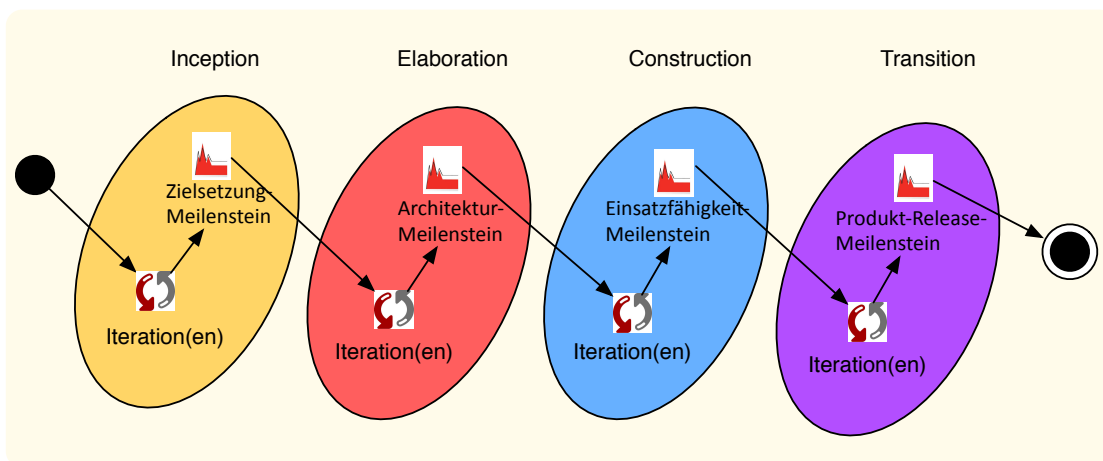 Inception
Elaboration
Construction
Transition
Zielsetzung-
Meilenstein
Iteration(en)
Architektur-
Meilenstein
Iteration(en)
Einsatzfähigkeit-
Meilenstein
Iteration(en)
Produkt-Release-
Meilenstein
Iteration(en)